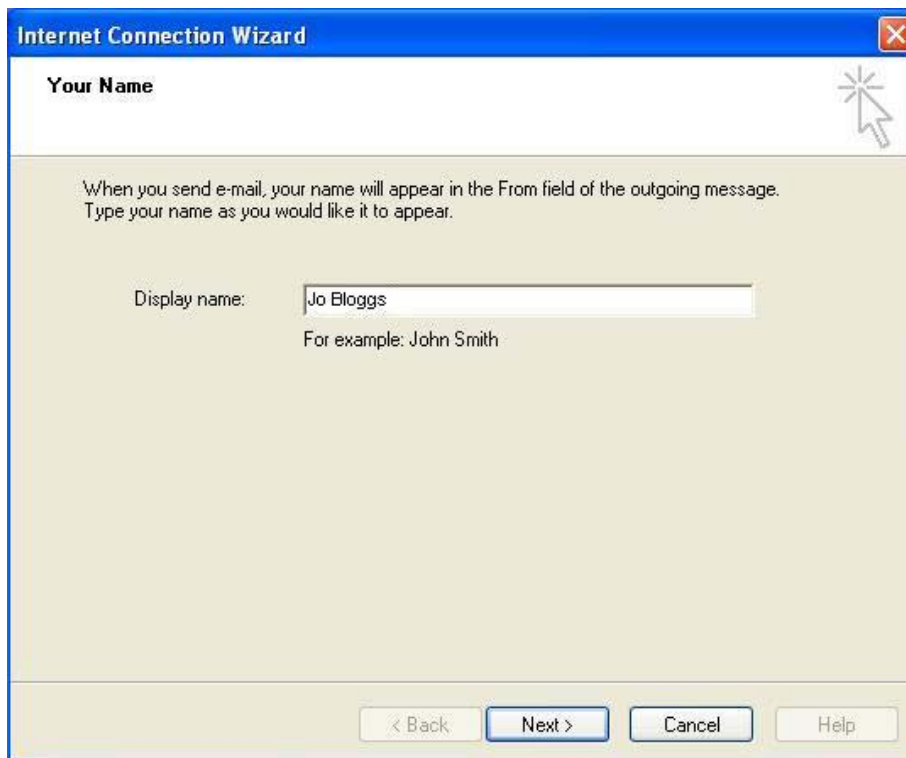 Internet Connection Wizard
Your Name
When you send e-mail, your name will appear in the From field of the outgoing message.
Type your name as you would like it to appear.
Display name: Jo Bloggs
For example: John Smith
< Back Next > Cancel Help